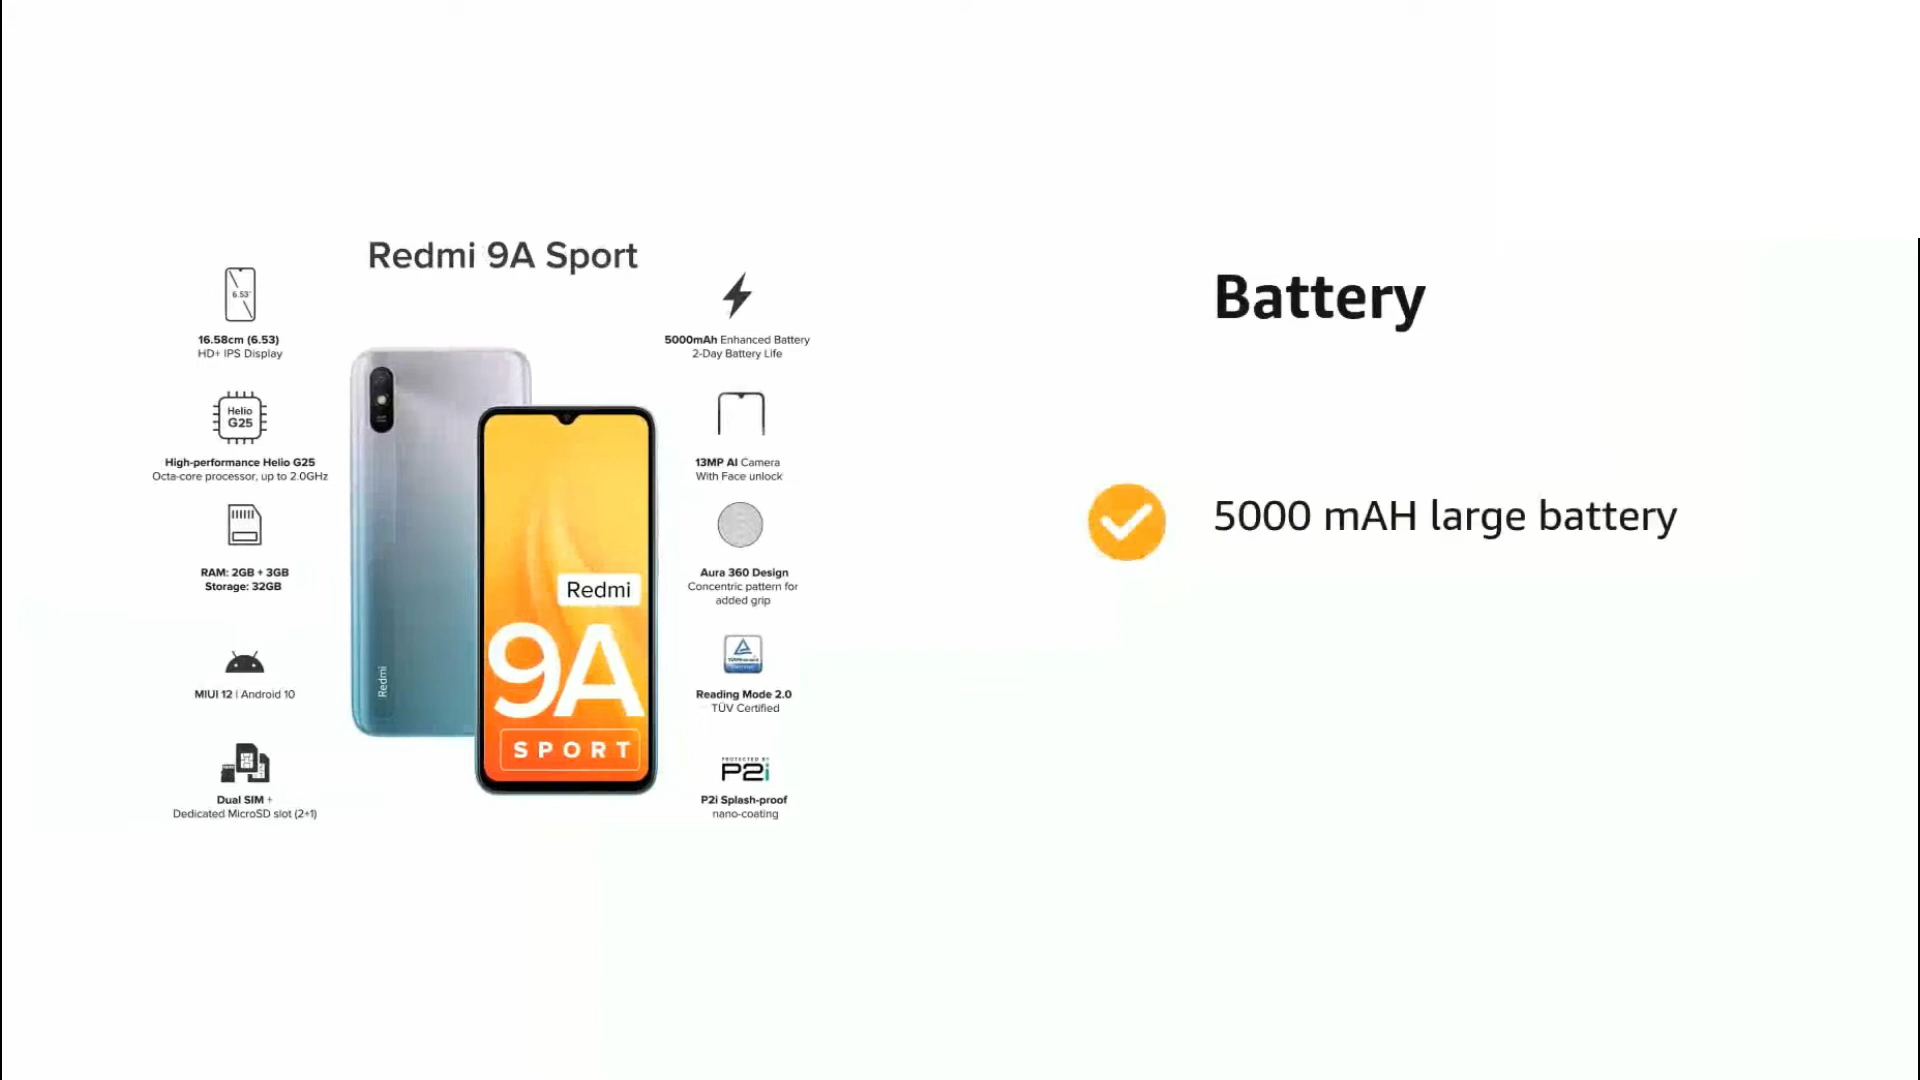 Redmi 9A Sport
6.53"
16.58cm (6.53)
HD+ IPS Display
Helio
G25
High-performance Helio G25
Octa-core processor, up to 2.0GHz
RAM: 2GB + 3GB
Storage: 32GB
MIUI 12 | Android 10
Dual SIM +
Dedicated MicroSD slot (2+1)
Redmi
Redmi
9A
SPORT
5000mAh Enhanced Battery
2-Day Battery Life
13MP AI Camera
With Face unlock
Aura 360 Design
Concentric pattern for
added grip
Reading Mode 2.0
TÜV Certified
PROTECTED BY
P2i
P2i Splash-proof
nano-coating
Battery
5000 mAH large battery